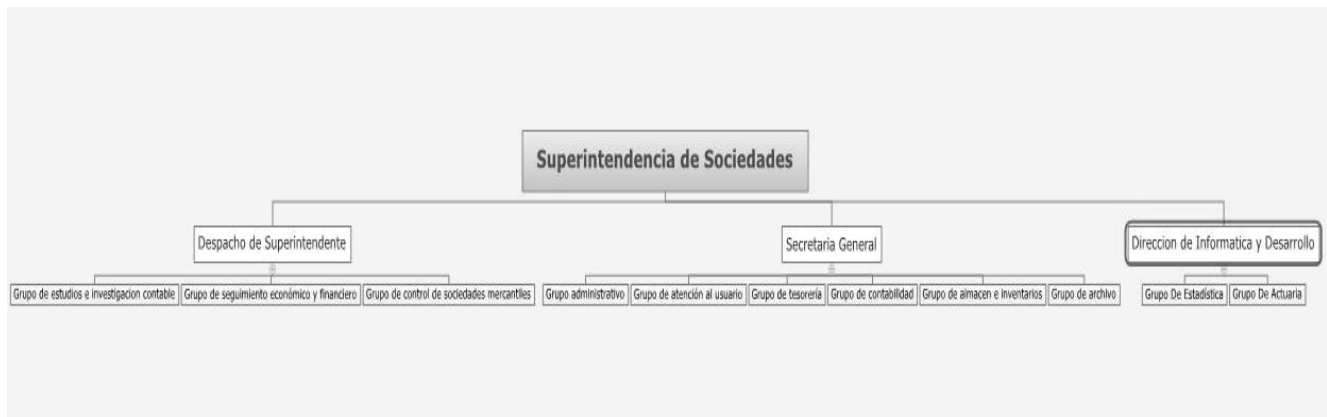 Superintendencia de Sociedades
Despacho de Superintendente
Secretaria General
Direccion de Informatica y Desarrollo
Grupo de estudios e investigacion contable
Grupo de seguimiento económico y financiero
Grupo de control de sociedades mercantiles
Grupo administrativo
Grupo de atención al usuario
Grupo de tesorería
Grupo de contabilidad
Grupo de almacen e inventarios
Grupo de archivo
Grupo De Estadística
Grupo De Actuaria